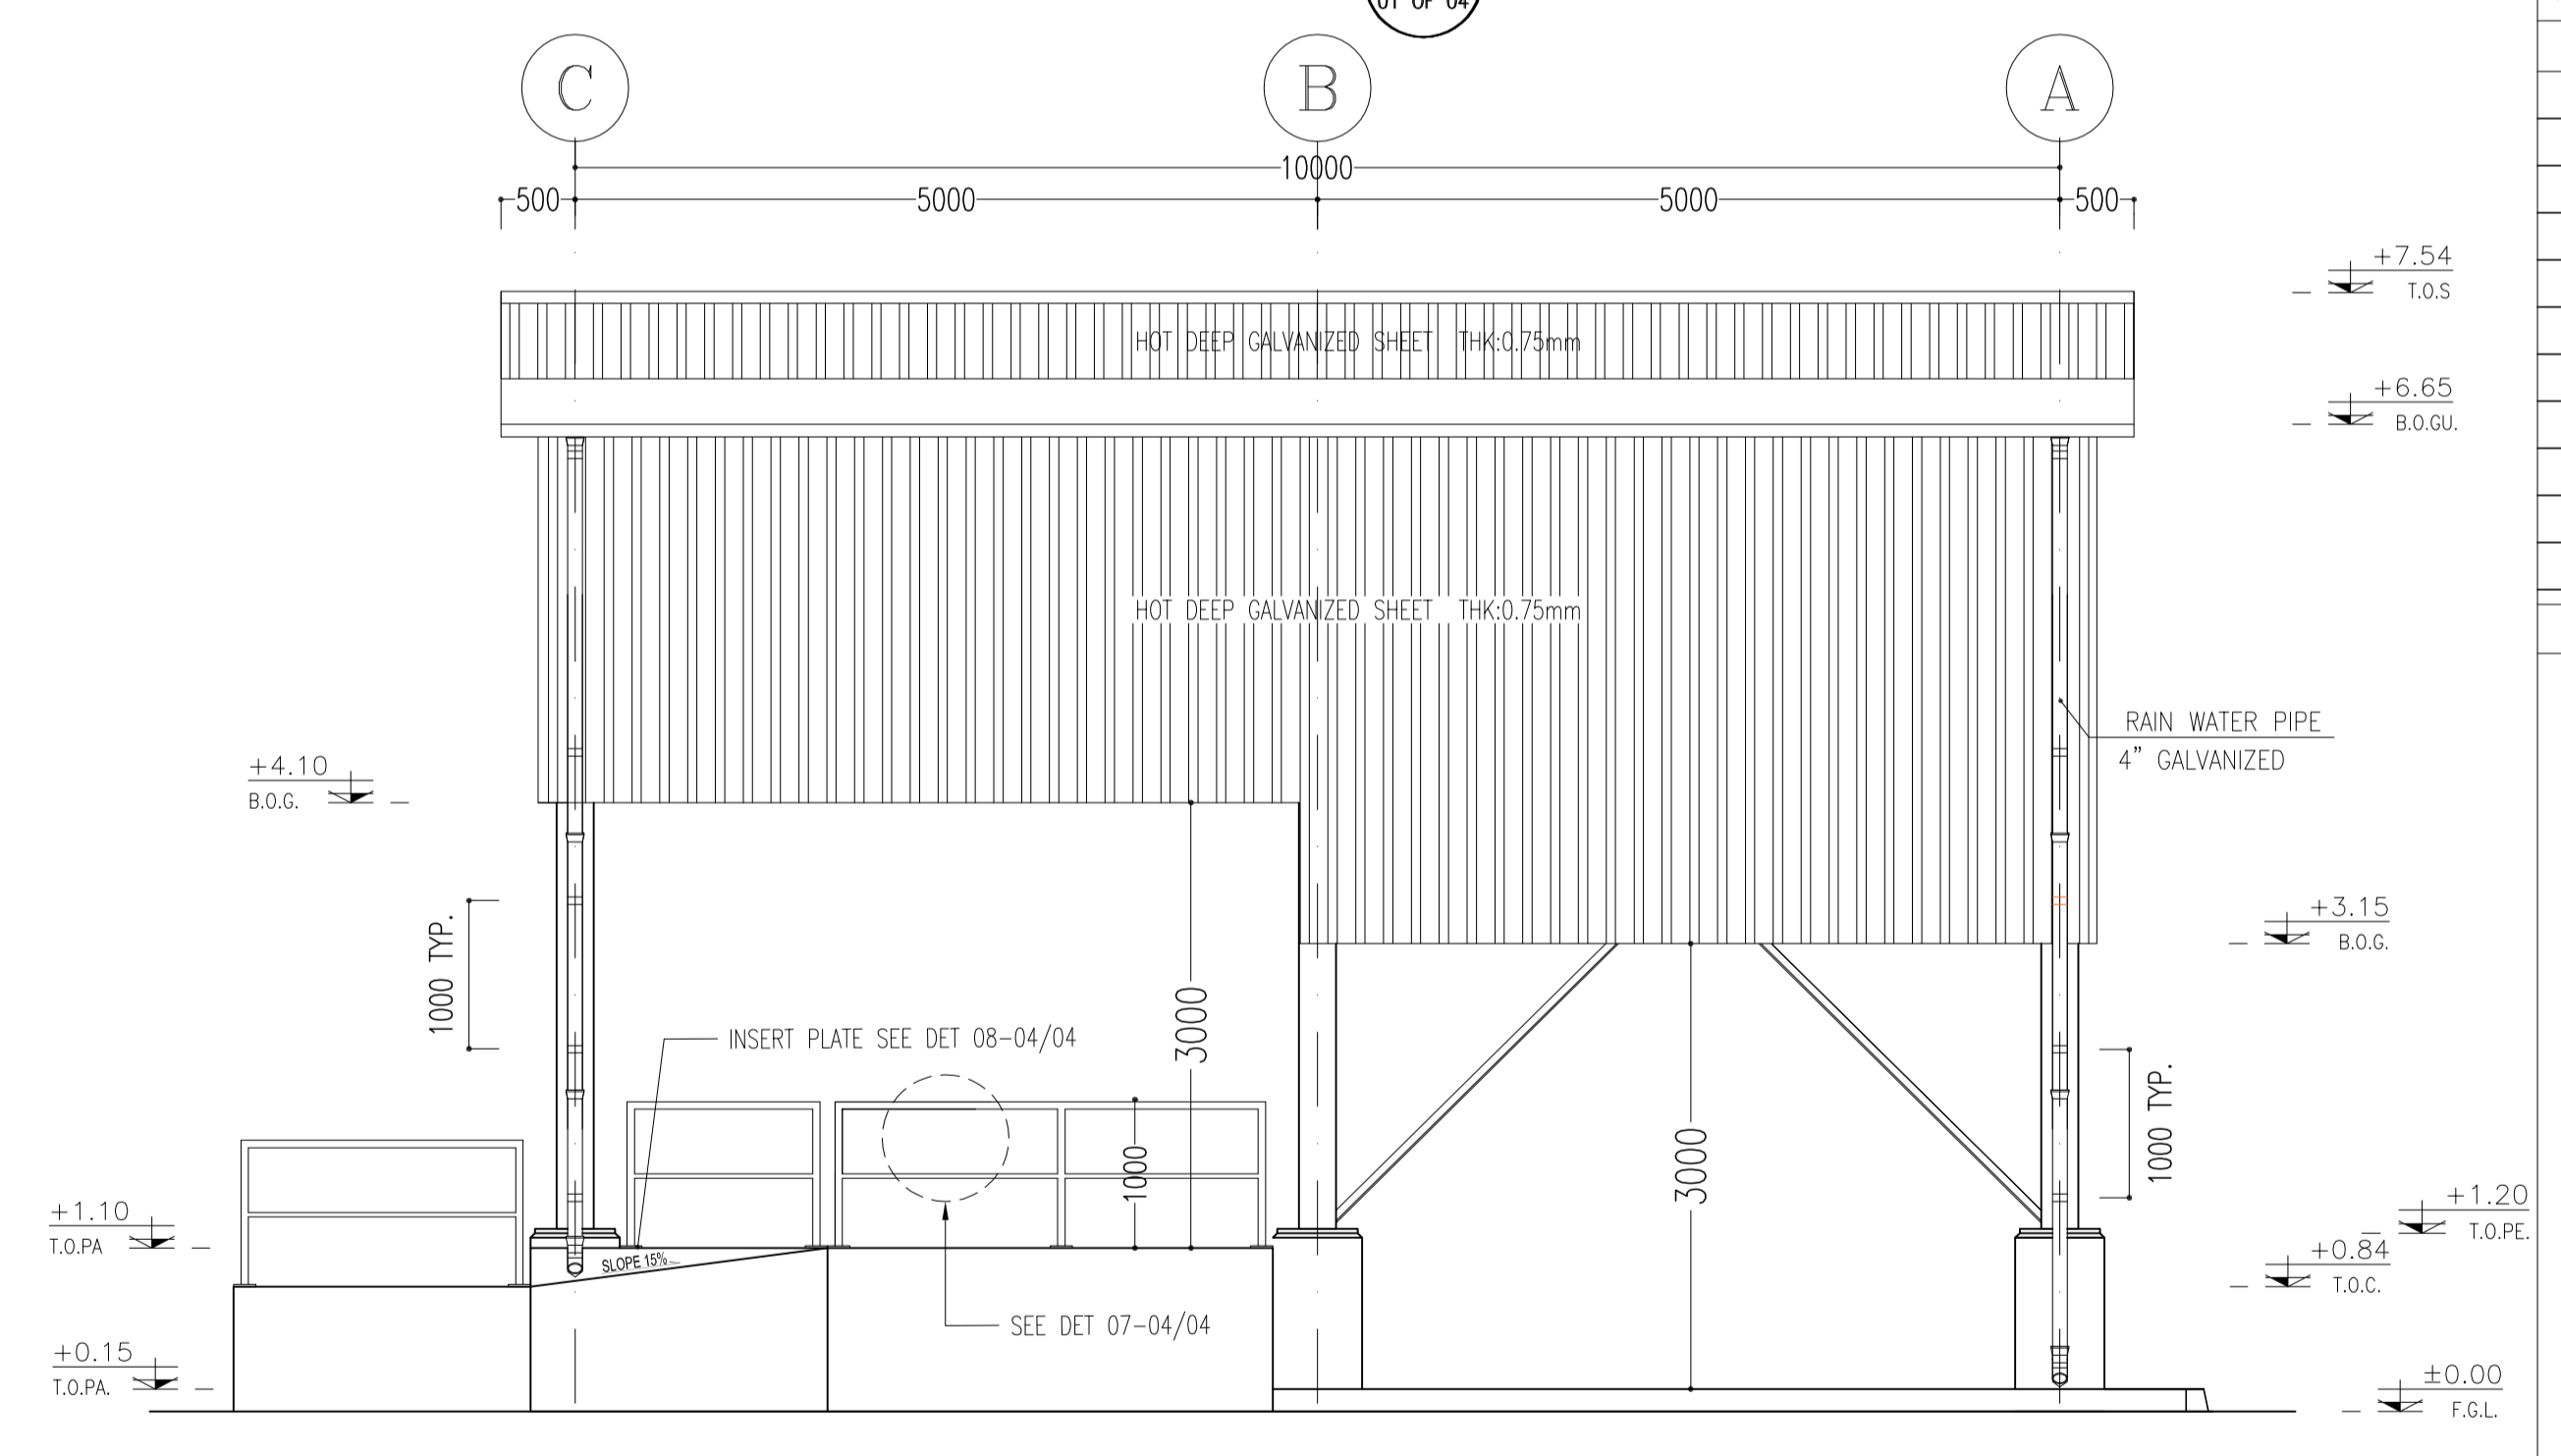 01 OF 04
C B A
10000
500 5000 5000 500
+7.54
T.O.S
HOT DEEP GALVANIZED SHEET THK:0.75mm
+6.65
B.O.GU.
HOT DEEP GALVANIZED SHEET THK:0.75mm
RAIN WATER PIPE
4" GALVANIZED
+4.10
B.O.G.
+3.15
B.O.G.
1000 TYP.
INSERT PLATE SEE DET 08-04/04
3000
1000
3000
1000 TYP.
+1.10
T.O.PA
+1.20
T.O.PE.
SLOPE 15%
+0.84
T.O.C.
SEE DET 07-04/04
+0.15
T.O.PA.
±0.00
F.G.L.